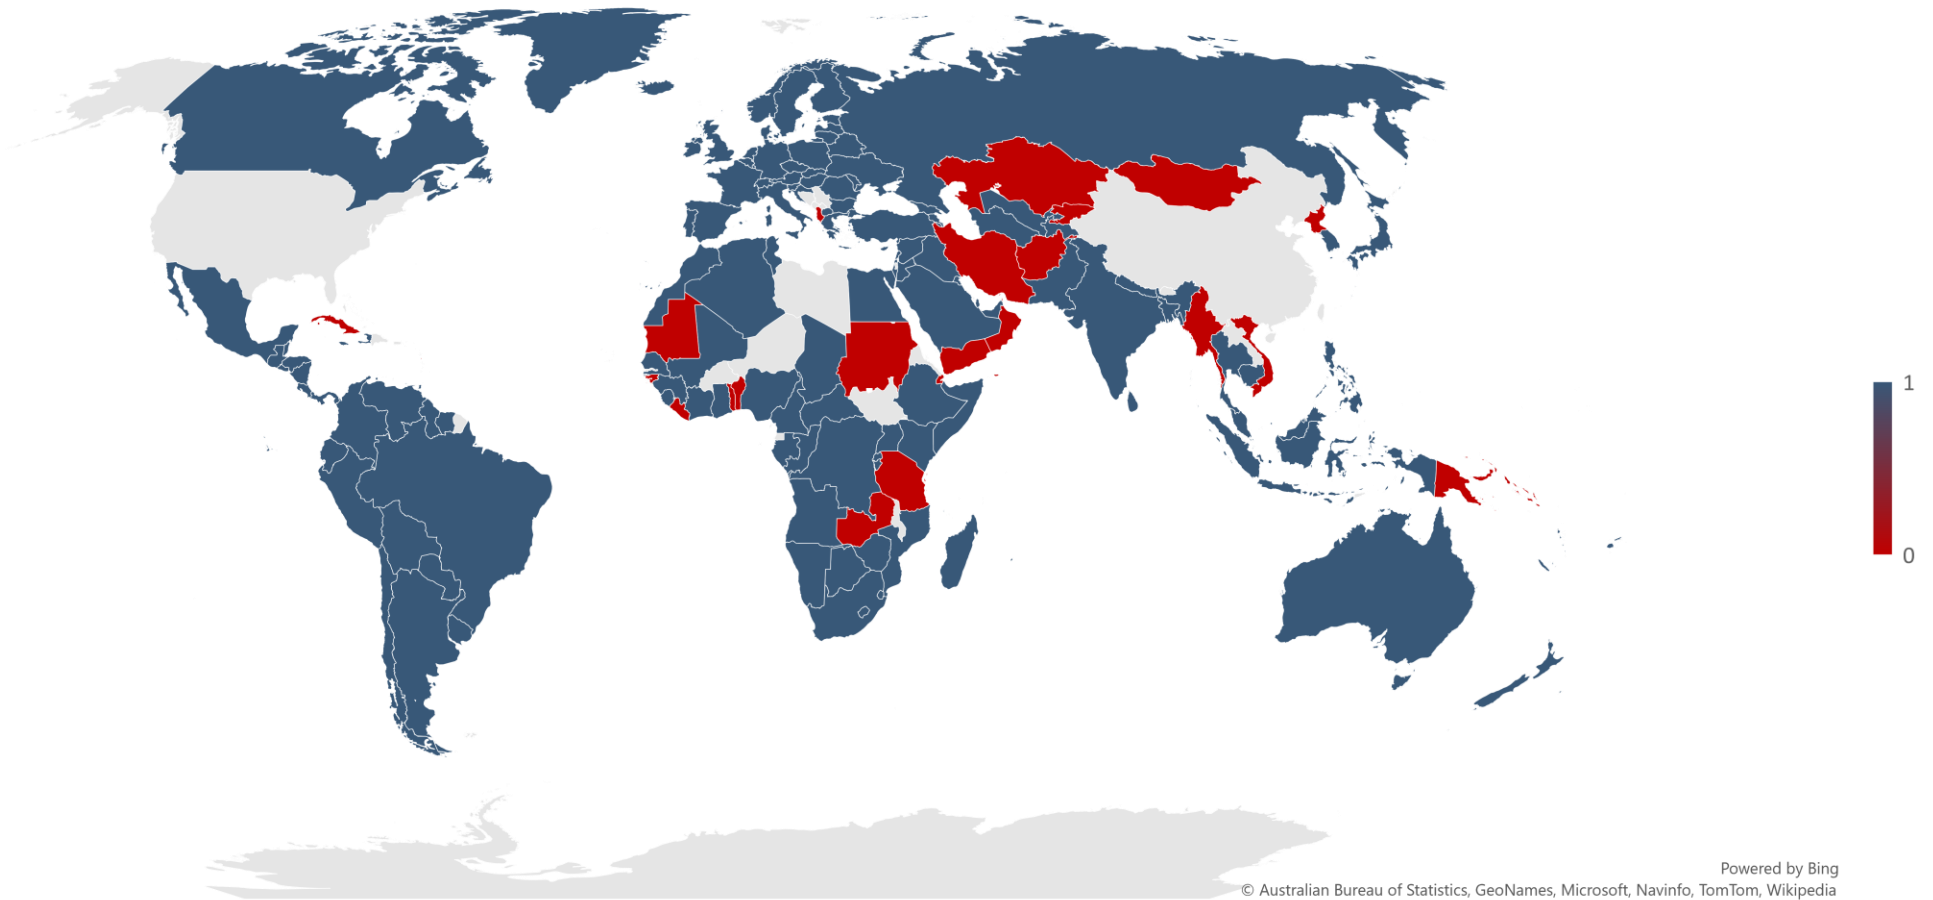 1
0
Powered by Bing
© Australian Bureau of Statistics, GeoNames, Microsoft, Navinfo, TomTom, Wikipedia